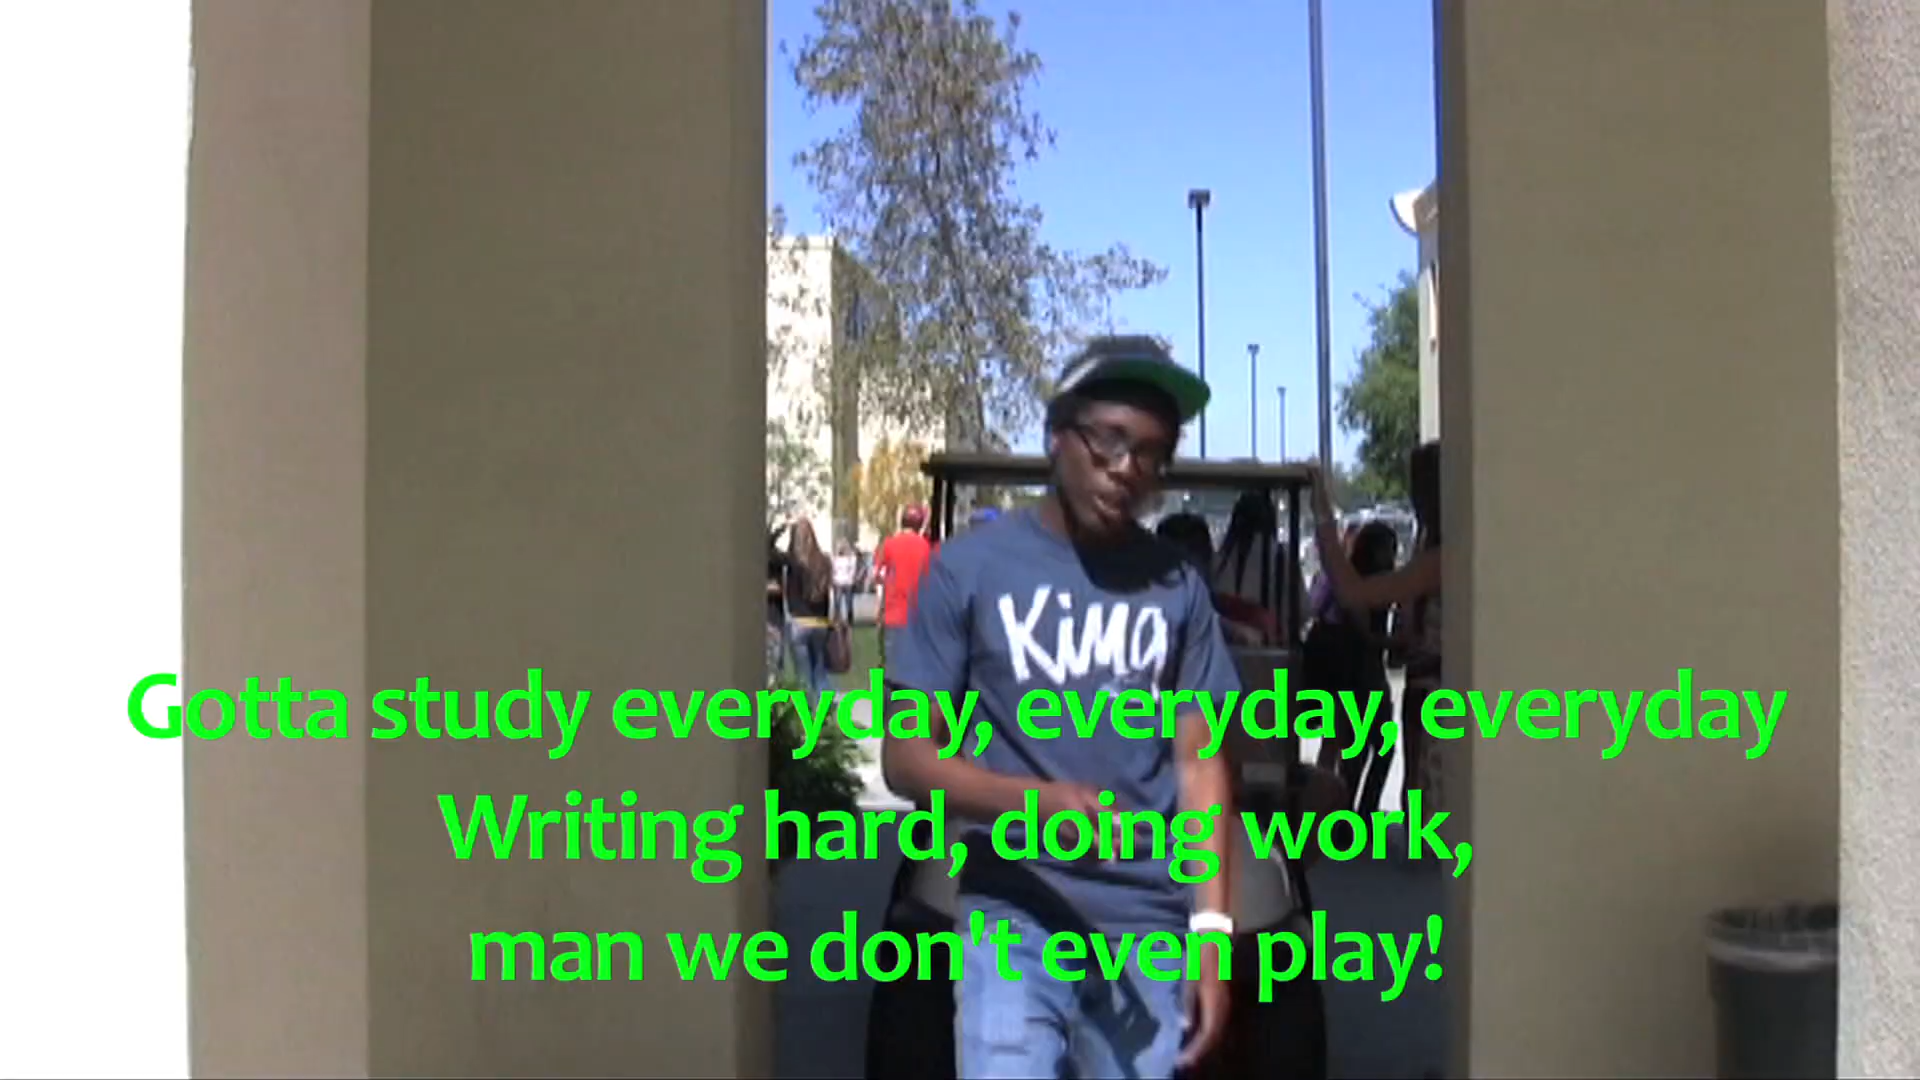 King
Gotta study everyday, everyday, everyday
Writing hard, doing work,
man we don't even play!